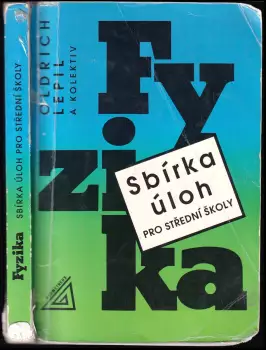 Fyzika
SBÍRKA ÚLOH PRO STŘEDNÍ ŠKOLY
OLDŘICH
LEPIL
A KOLEKTIV
Fy
zi
ka
Sbírka
úloh
PRO STŘEDNÍ ŠKOLY